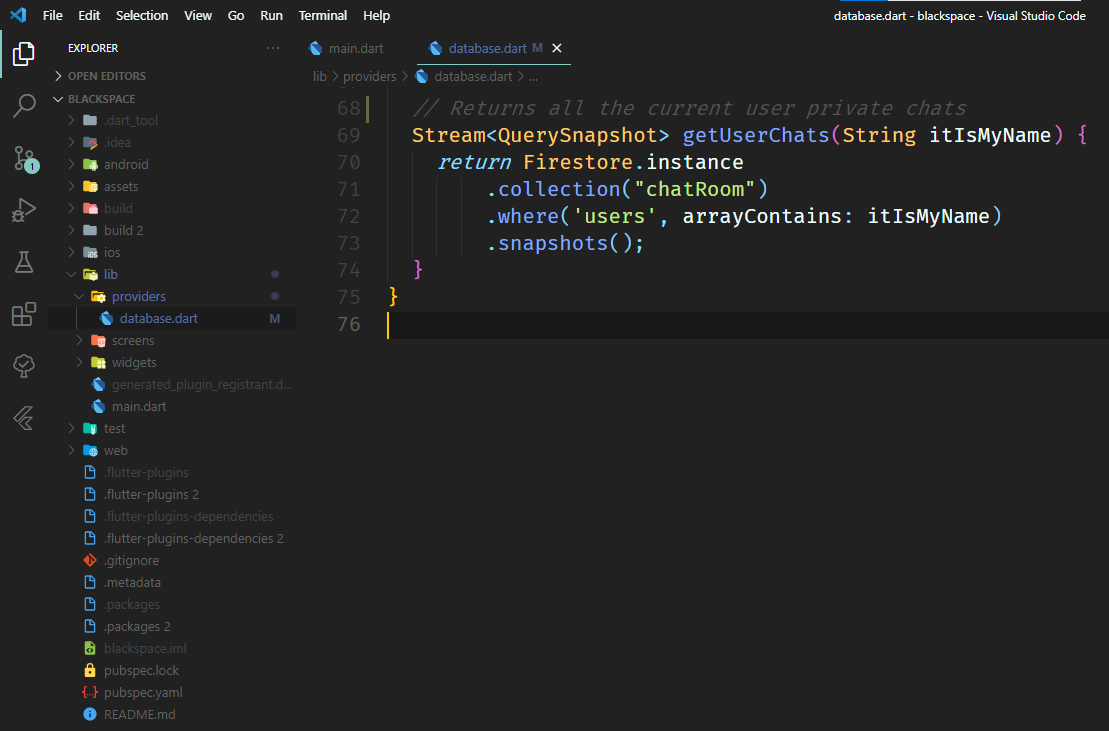 File Edit Selection View Go Run Terminal Help
database.dart - blackspace - Visual Studio Code
EXPLORER
OPEN EDITORS
BLACKSPACE
.dart_tool
.idea
android
assets
build
build 2
ios
lib
providers
database.dart M
screens
widgets
generated_plugin_registrant.d...
main.dart
test
web
.flutter-plugins
.flutter-plugins 2
.flutter-plugins-dependencies
.flutter-plugins-dependencies 2
.gitignore
.metadata
.packages
.packages 2
blackspace.iml
pubspec.lock
pubspec.yaml
README.md
1
main.dart
database.dart M
lib > providers > database.dart > ...
68 // Returns all the current user private chats
69 Stream<QuerySnapshot> getUserChats(String itIsMyName) {
70 return Firestore.instance
71 .collection("chatRoom")
72 .where('users', arrayContains: itIsMyName)
73 .snapshots();
74 }
75 }
76